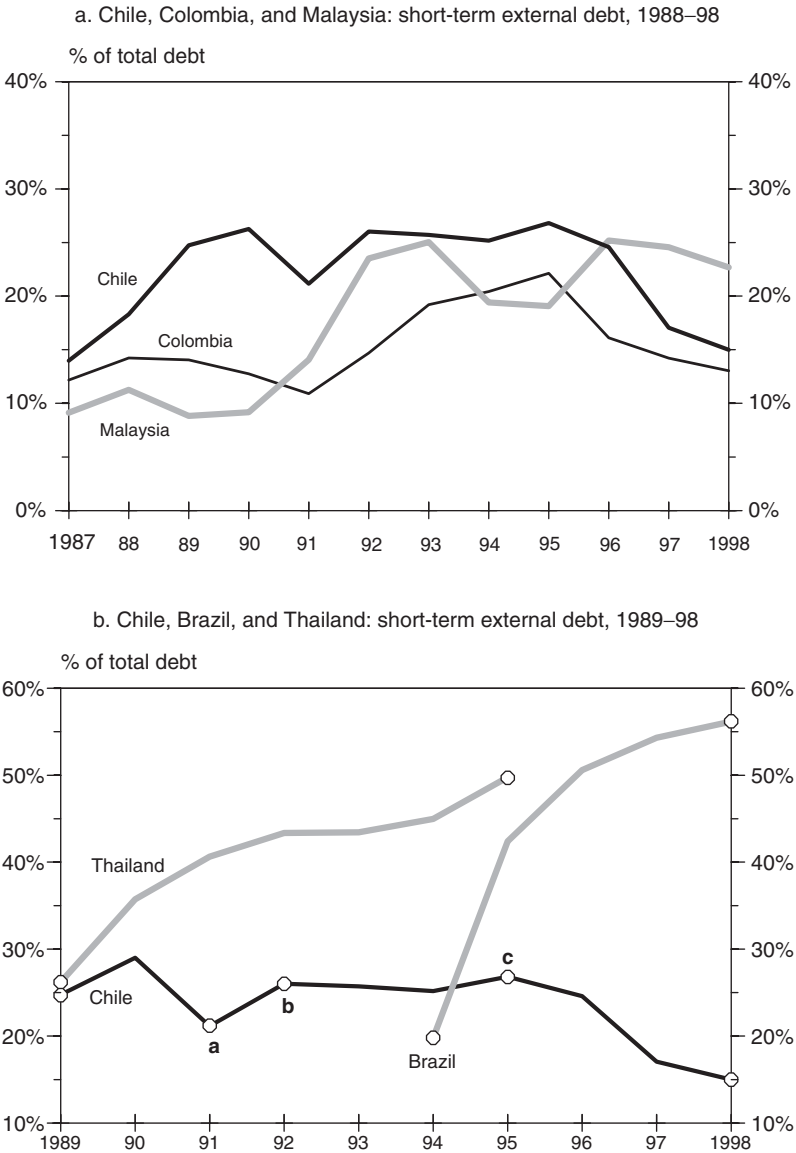 a. Chile, Colombia, and Malaysia: short-term external debt, 1988–98
% of total debt
40% 40%
30% 30%
Chile
20% 20%
Colombia
10% 10%
Malaysia
0% 0%
1987 88 89 90 91 92 93 94 95 96 97 1998
b. Chile, Brazil, and Thailand: short-term external debt, 1989–98
% of total debt
60% 60%
50% 50%
Thailand
40% 40%
30% 30%
c
Chile
b
20% 20%
a
Brazil
10% 10%
1989 90 91 92 93 94 95 96 97 1998